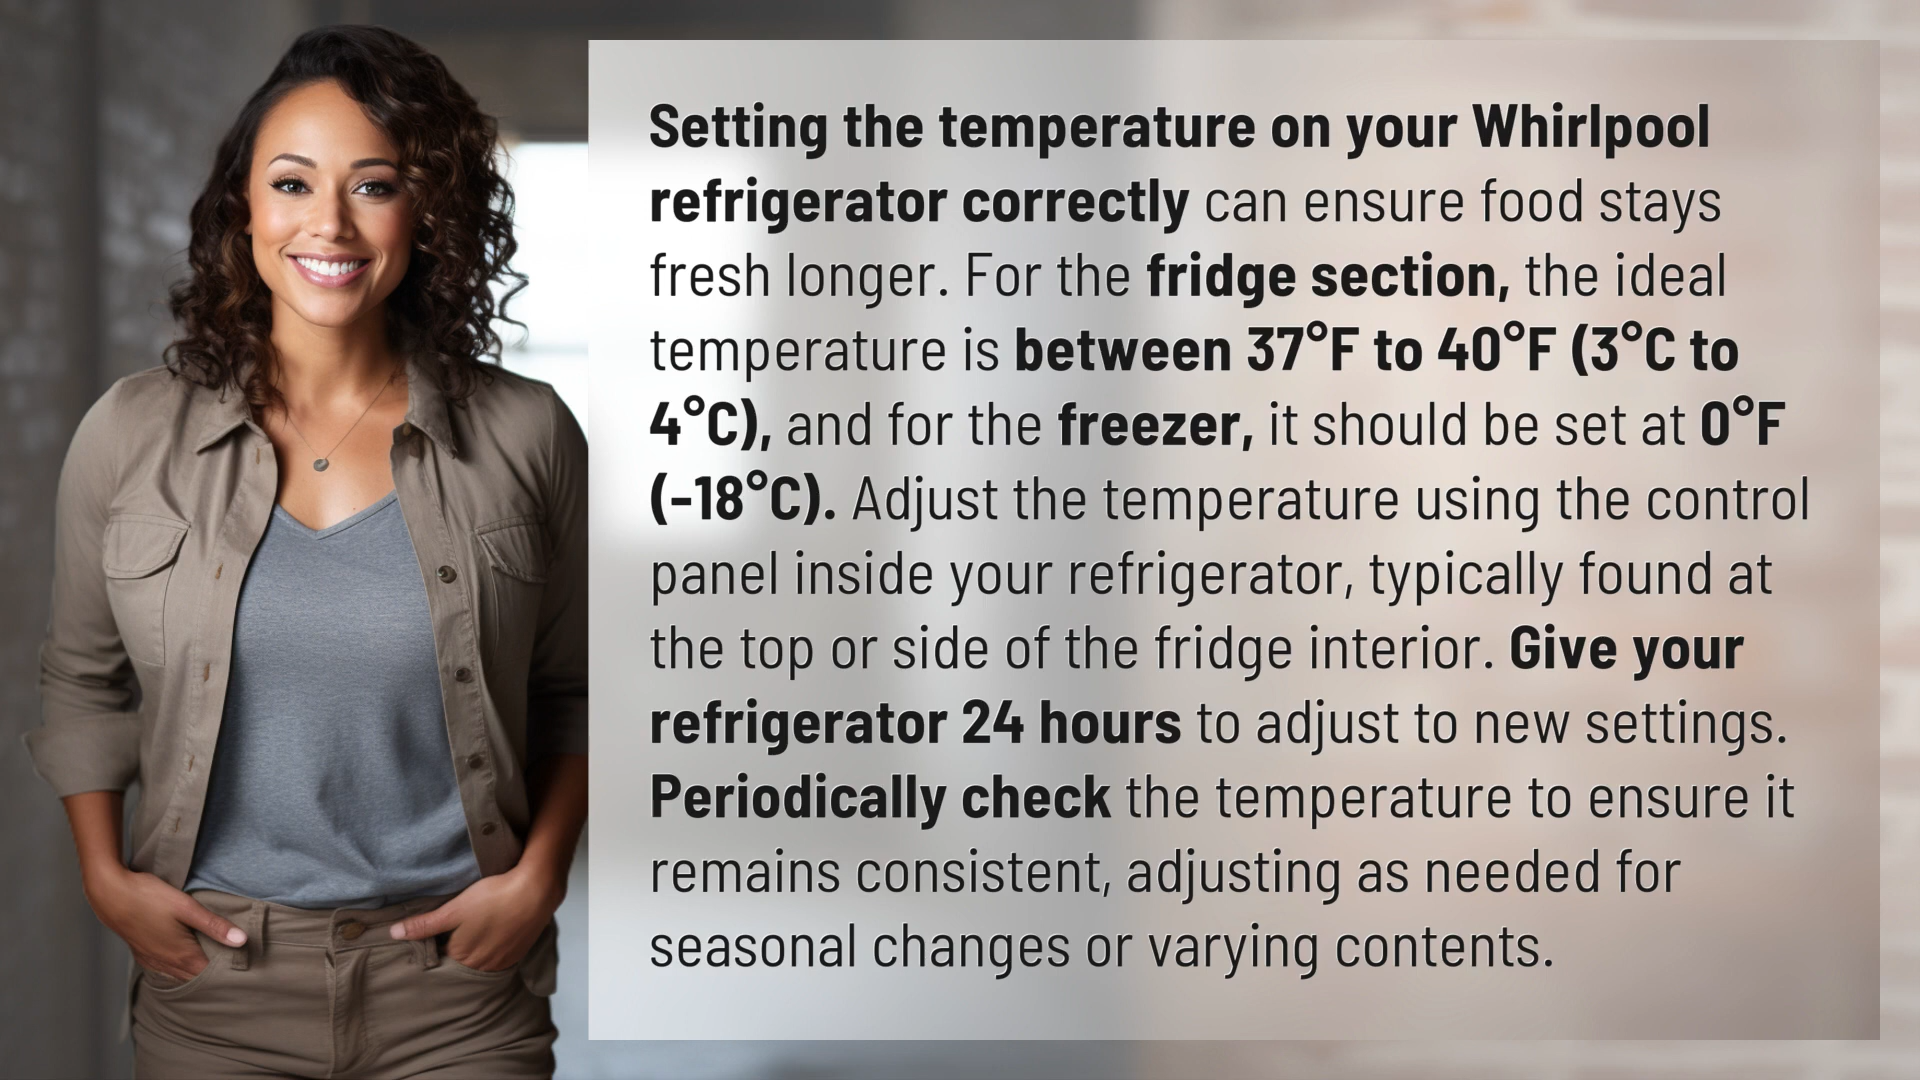 Setting the temperature on your Whirlpool
refrigerator correctly can ensure food stays
fresh longer. For the fridge section, the ideal
temperature is between 37°F to 40°F (3°C to
4°C), and for the freezer, it should be set at 0°F
(-18°C). Adjust the temperature using the control
panel inside your refrigerator, typically found at
the top or side of the fridge interior. Give your
refrigerator 24 hours to adjust to new settings.
Periodically check the temperature to ensure it
remains consistent, adjusting as needed for
seasonal changes or varying contents.